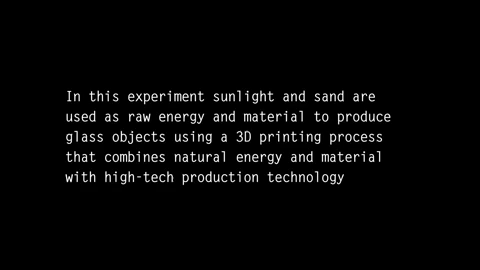 In this experiment sunlight and sand are
used as raw energy and material to produce
glass objects using a 3D printing process
that combines natural energy and material
with high-tech production technology